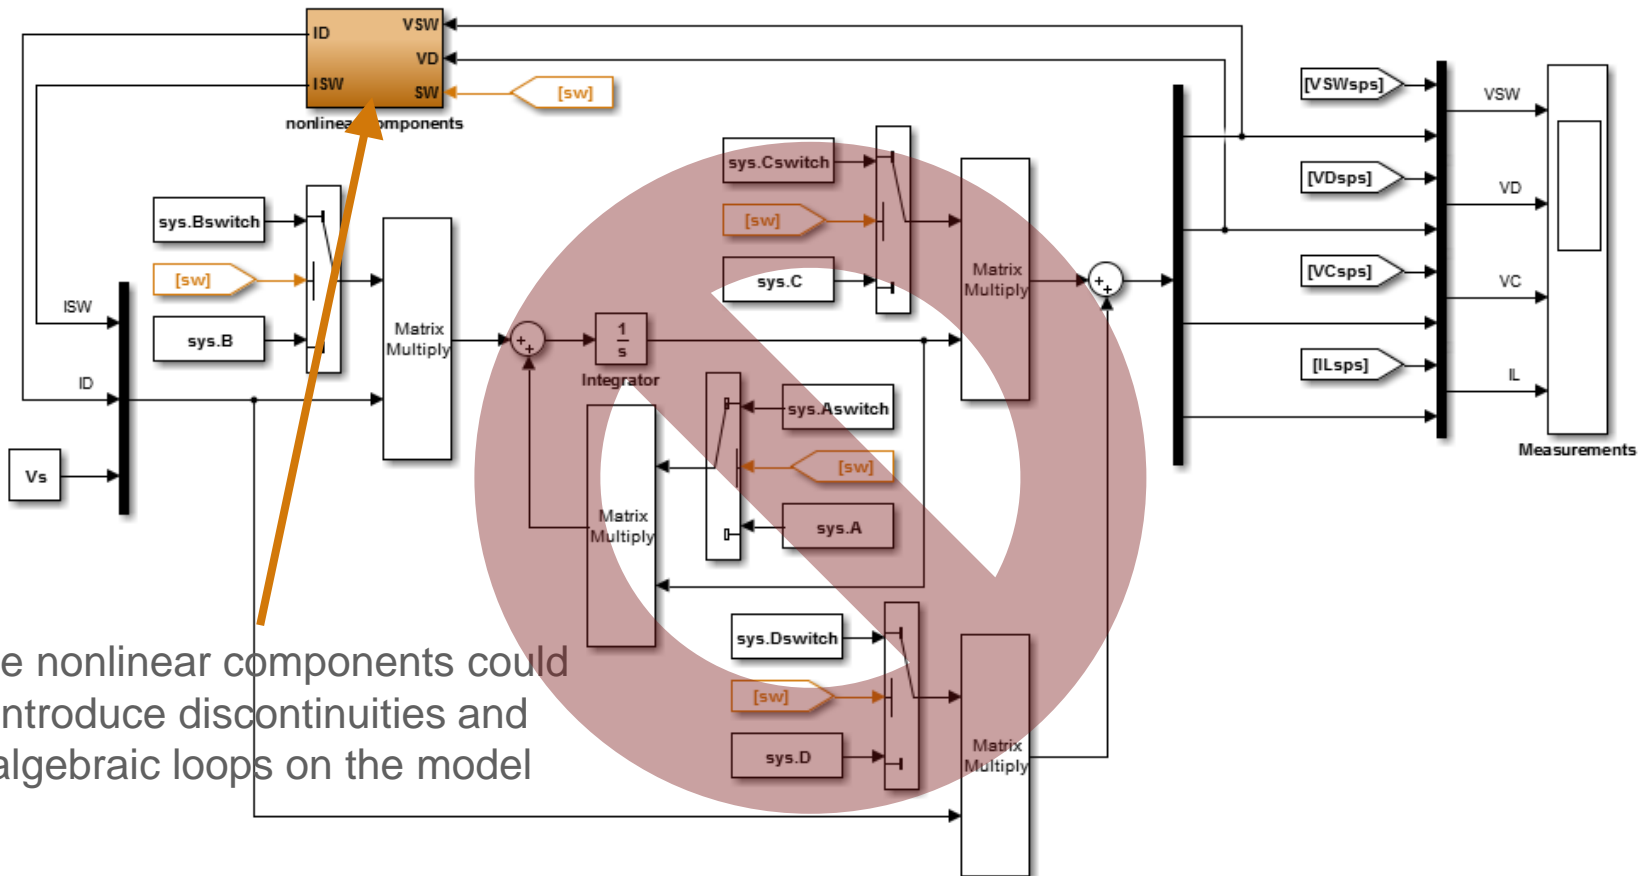 ID
VSW
VD
ISW
SW
[sw]
nonlinear components
[VSWsps]
VSW
sys.Cswitch
[VDsps]
VD
sys.Bswitch
[sw]
[sw]
sys.C
Matrix
Multiply
+
+
[VCsps]
VC
ISW
sys.B
Matrix
Multiply
+
+
1
s
Integrator
[ILsps]
IL
ID
sys.Aswitch
Measurements
Vs
[sw]
Matrix
Multiply
sys.A
sys.Dswitch
e nonlinear components could
[sw]
ntroduce discontinuities and
sys.D
Matrix
Multiply
algebraic loops on the model